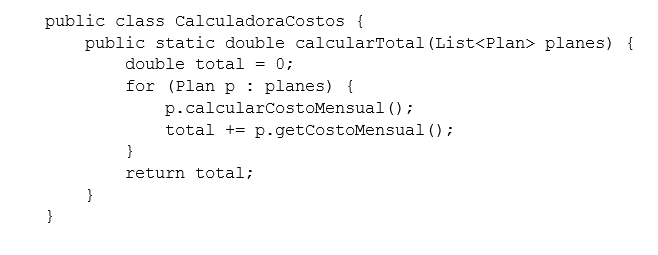 public class CalculadoraCostos {
    public static double calcularTotal(List<Plan> planes) {
        double total = 0;
        for (Plan p : planes) {
            p.calcularCostoMensual();
            total += p.getCostoMensual();
        }
        return total;
    }
}